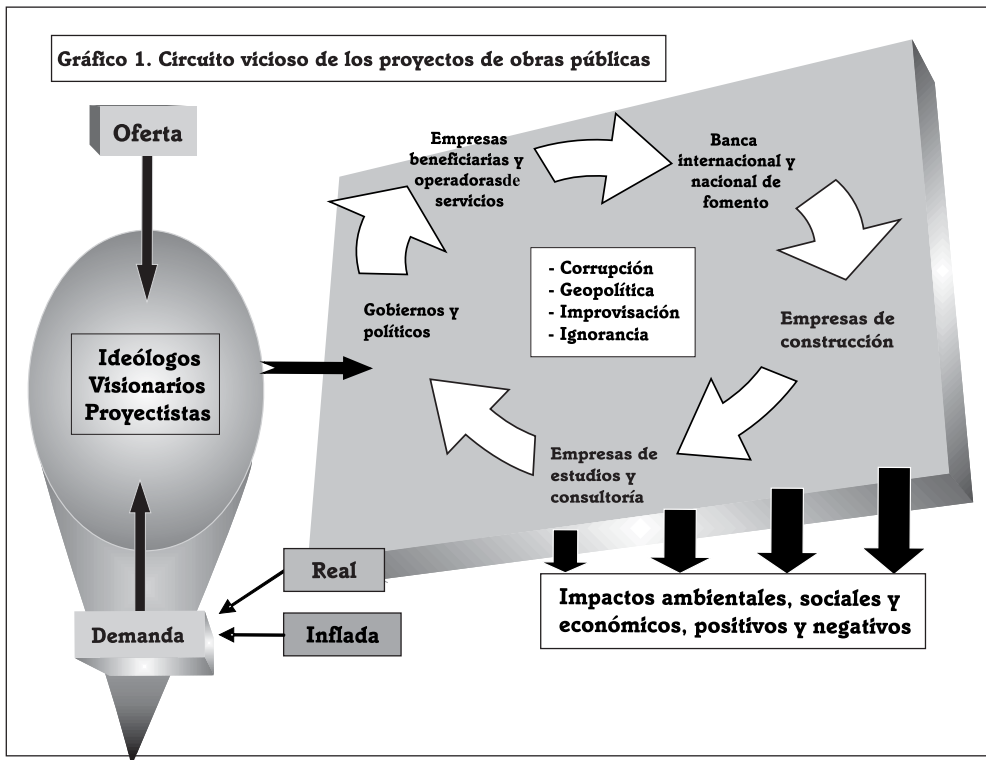 Gráfico 1. Circuito vicioso de los proyectos de obras públicas
Oferta
Ideólogos
Visionarios
Proyectistas
Demanda
Real
Inflada
Gobiernos y
políticos
Empresas
beneficiarias y
operadorasde
servicios
Banca
internacional y
nacional de
fomento
Empresas de
construcción
Empresas de
estudios y
consultoría
- Corrupción
- Geopolítica
- Improvisación
- Ignorancia
Impactos ambientales, sociales y
económicos, positivos y negativos